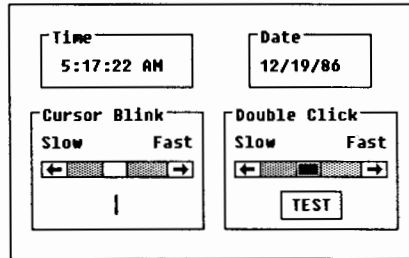 Time Date
5:17:22 AM 12/19/86
Cursor Blink Double Click
Slow Fast Slow Fast
TEST